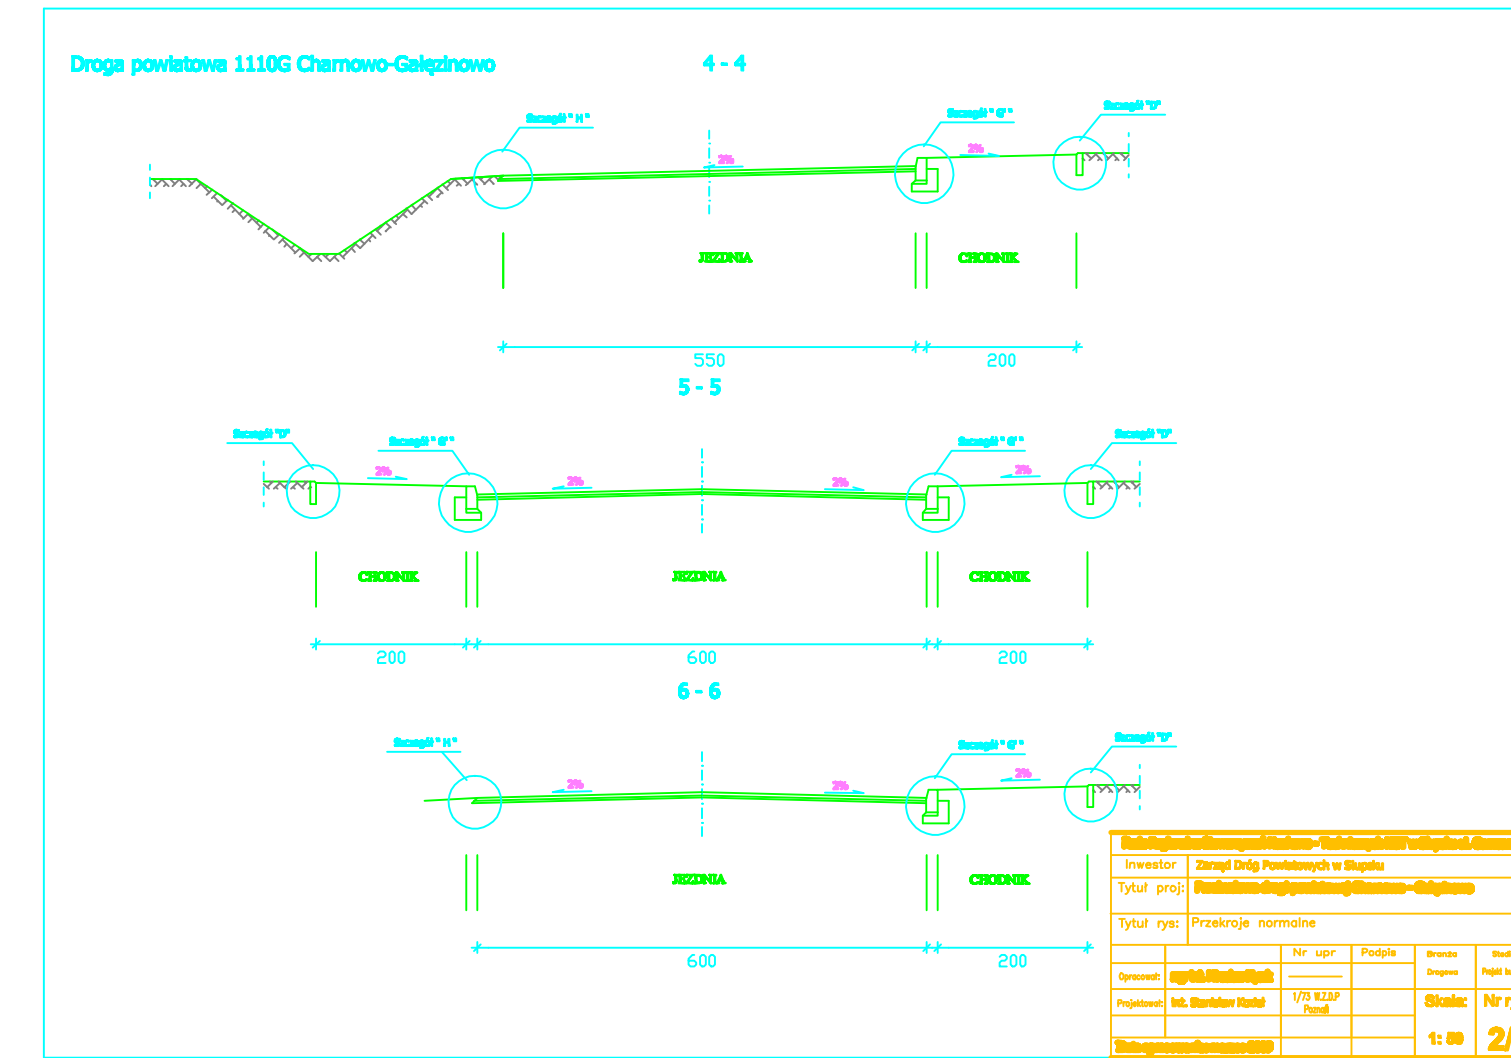 Droga powiatowa 1110G Charnowo-Gałęzinowo
4 - 4
Szczegół "H"
Szczegół "G"
Szczegół "D"
2%
2%
JEZDNIA
CHODNIK
550
200
5 - 5
Szczegół "D"
Szczegół "G"
Szczegół "G"
Szczegół "D"
2%
2%
2%
2%
CHODNIK
JEZDNIA
CHODNIK
200
600
200
6 - 6
Szczegół "H"
Szczegół "G"
Szczegół "D"
2%
2%
2%
JEZDNIA
CHODNIK
600
200
Inwestor
Zarząd Dróg Powiatowych w Słupsku
Tytuł proj:
Tytuł rys:
Przekroje normalne
Nr upr
Podpis
Branża
Drogowa
Opracował:
Projektował:
inż. Stanisław
1/73 W.Z.D.P
Poznań
Skala:
1: 50
Nr
2/